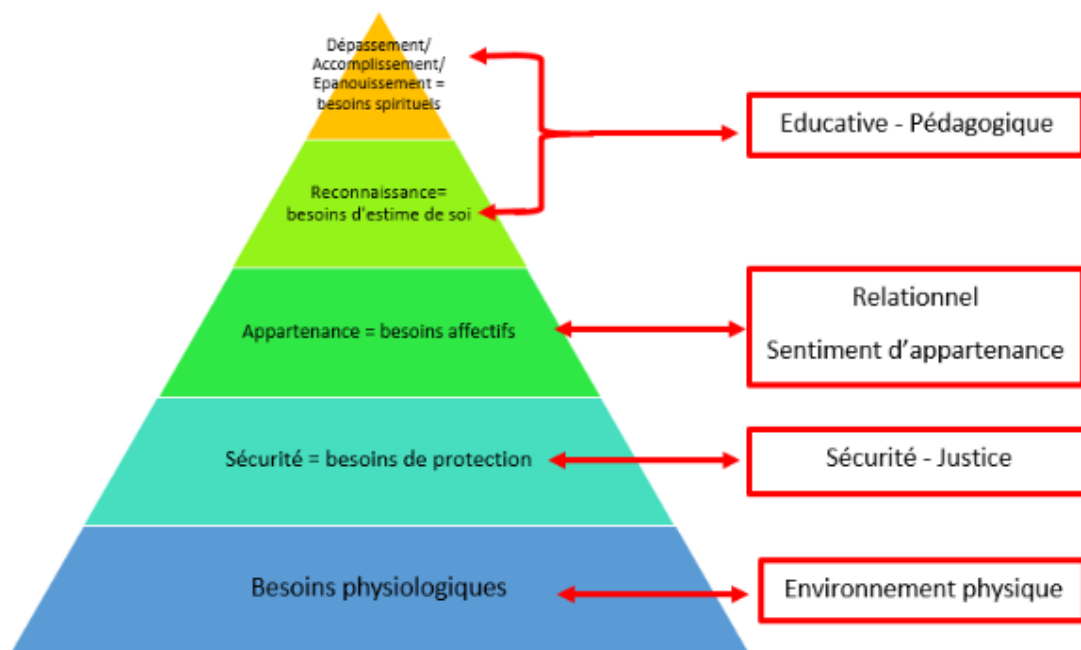 Dépassement/
Accomplissement/
Epanouissement =
besoins spirituels
Educative - Pédagogique
Reconnaissance=
besoins d'estime de soi
Appartenance = besoins affectifs
Relationnel
Sentiment d’appartenance
Sécurité = besoins de protection
Sécurité - Justice
Besoins physiologiques
Environnement physique